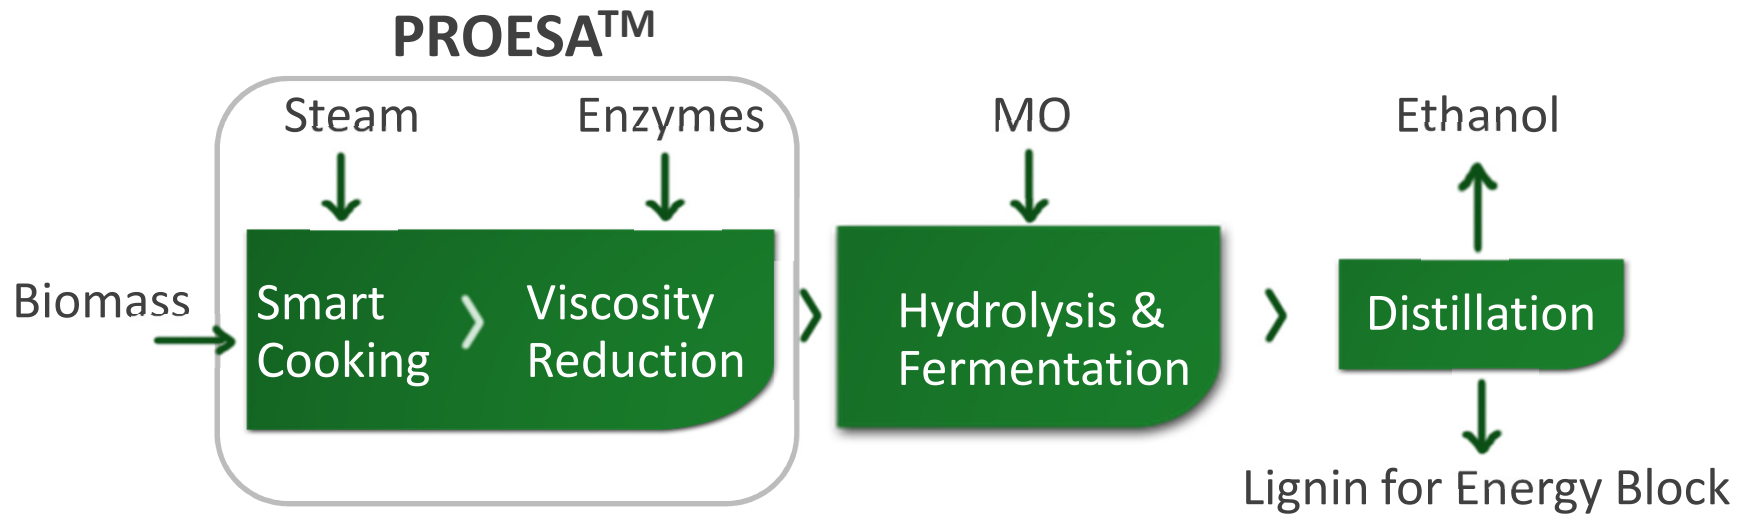 PROESA™
Steam
Enzymes
MO
Ethanol
Biomass
Smart
Cooking
Viscosity
Reduction
Hydrolysis &
Fermentation
Distillation
Lignin for Energy Block